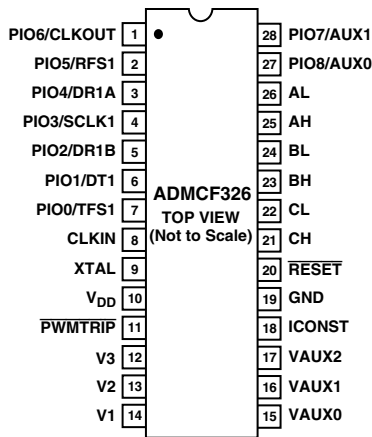 PIO6/CLKOUT 1 28 PIO7/AUX1
PIO5/RFS1 2 27 PIO8/AUX0
PIO4/DR1A 3 26 AL
PIO3/SCLK1 4 25 AH
PIO2/DR1B 5 24 BL
PIO1/DT1 6 23 BH
PIO0/TFS1 7 22 CL
CLKIN 8 21 CH
XTAL 9 20 RESET
VDD 10 19 GND
PWMTRIP 11 18 ICONST
V3 12 17 VAUX2
V2 13 16 VAUX1
V1 14 15 VAUX0
ADMCF326
TOP VIEW
(Not to Scale)